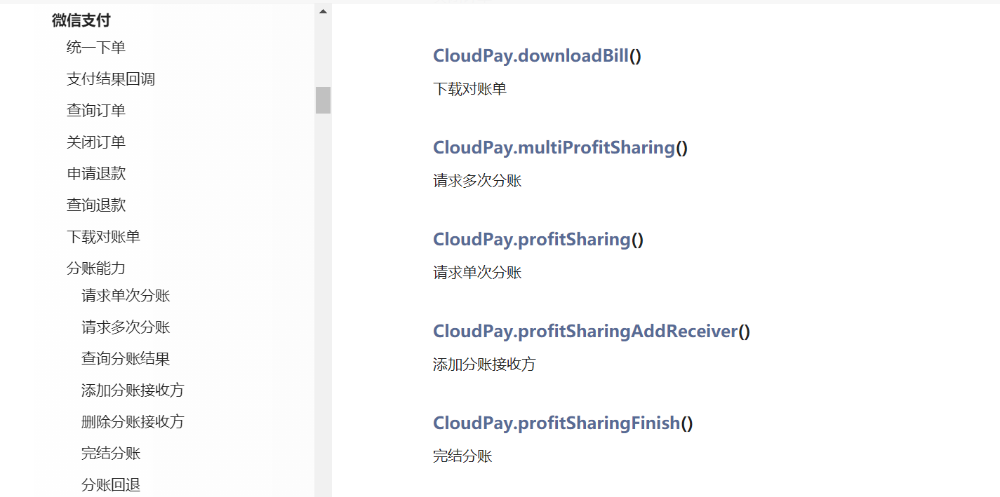 微信支付
统一下单
支付结果回调
查询订单
关闭订单
申请退款
查询退款
下载对账单
分账能力
请求单次分账
请求多次分账
查询分账结果
添加分账接收方
删除分账接收方
完结分账
分账回退
CloudPay.downloadBill()
下载对账单
CloudPay.multiProfitSharing()
请求多次分账
CloudPay.profitSharing()
请求单次分账
CloudPay.profitSharingAddReceiver()
添加分账接收方
CloudPay.profitSharingFinish()
完结分账